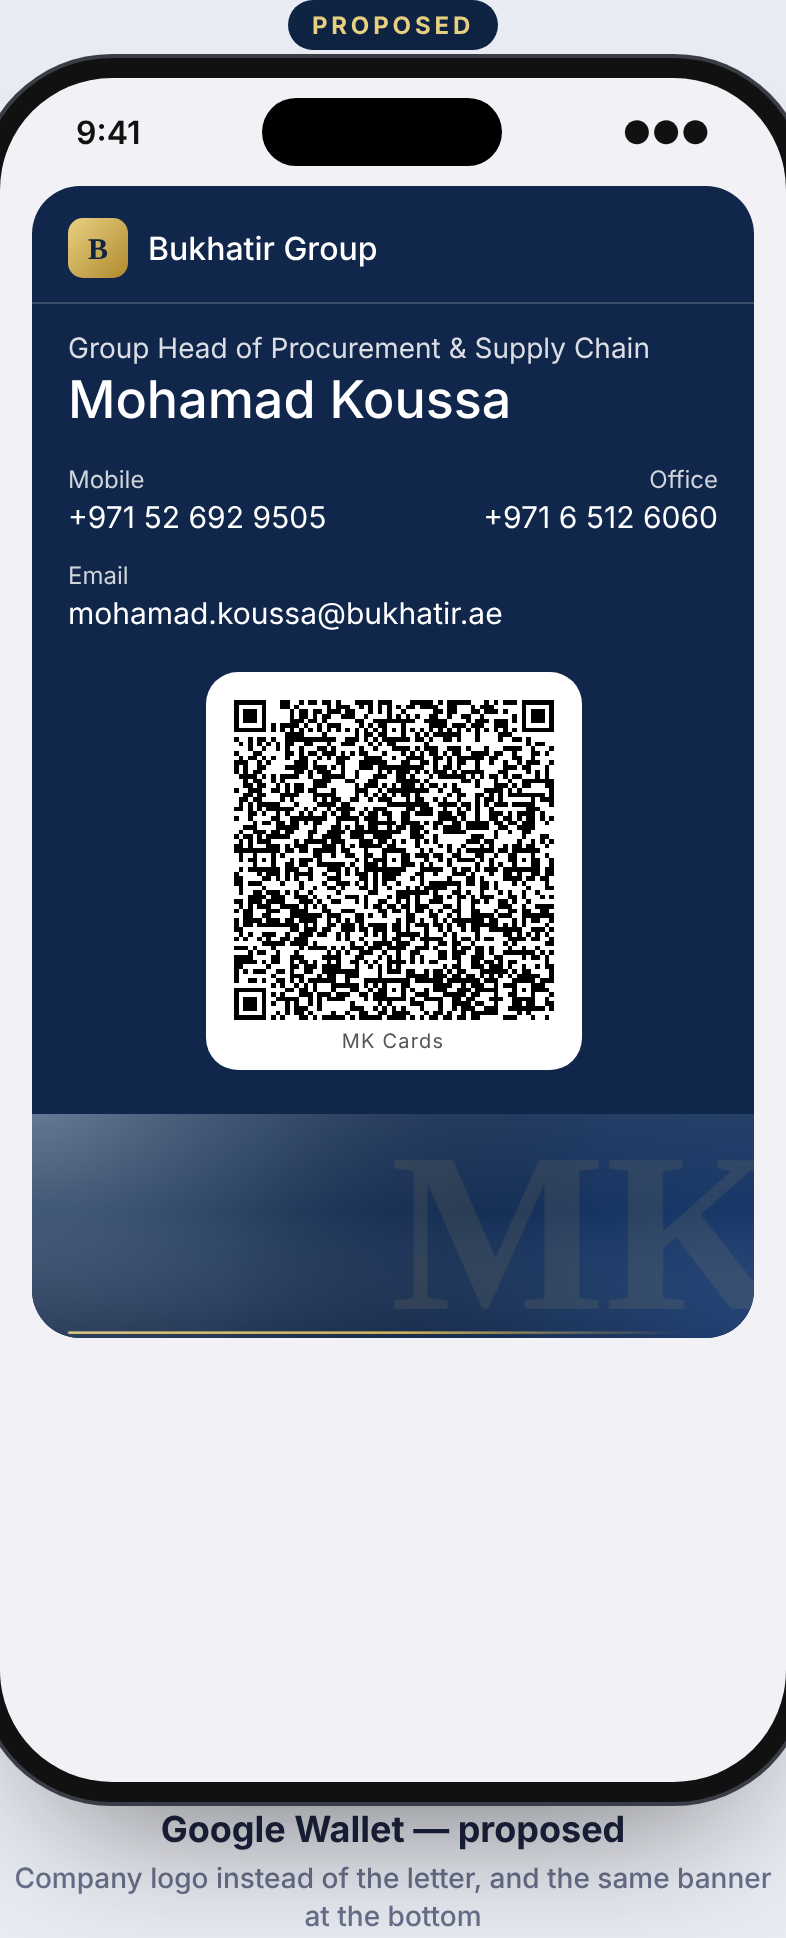 PROPOSED
9:41
B
Bukhatir Group
Group Head of Procurement & Supply Chain
Mohamad Koussa
Mobile
Office
+971 52 692 9505
+971 6 512 6060
Email
mohamad.koussa@bukhatir.ae
MK Cards
MK
Google Wallet — proposed
Company logo instead of the letter, and the same banner
at the bottom